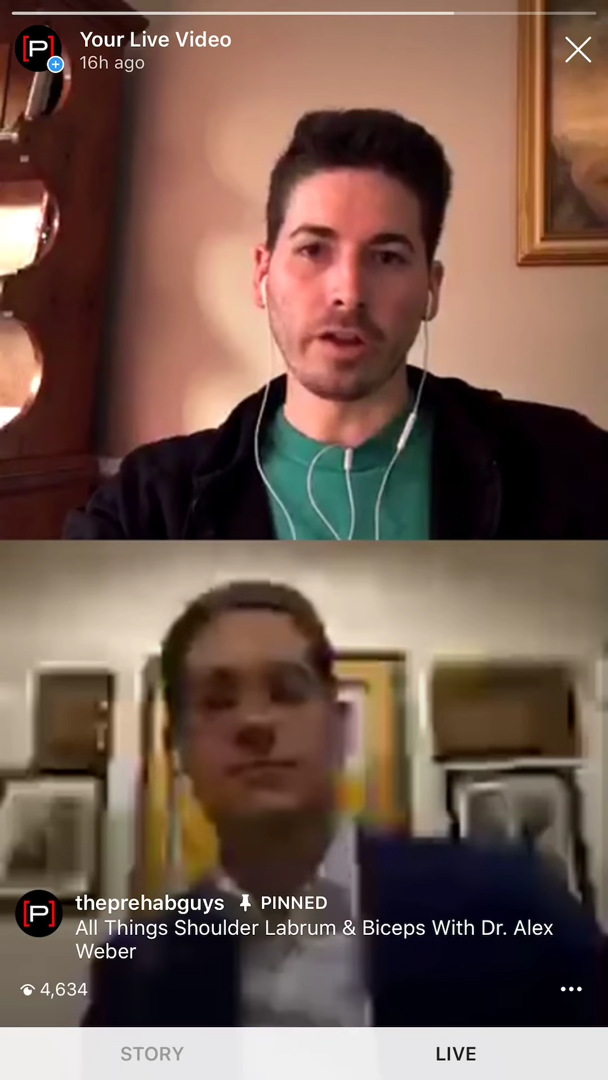 [P]
Your Live Video
16h ago
[P]
theprehabguys PINNED
All Things Shoulder Labrum & Biceps With Dr. Alex
Weber
4,634
STORY
LIVE